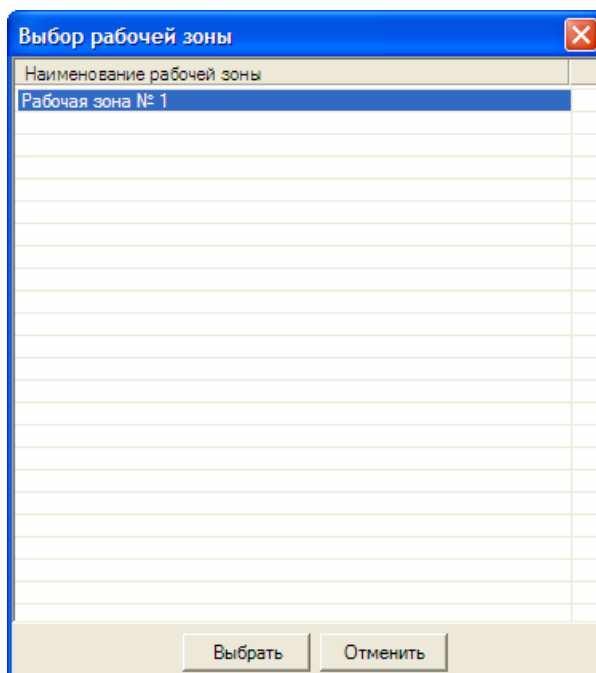 Выбор рабочей зоны
Наименование рабочей зоны
Рабочая зона № 1
Выбрать
Отменить